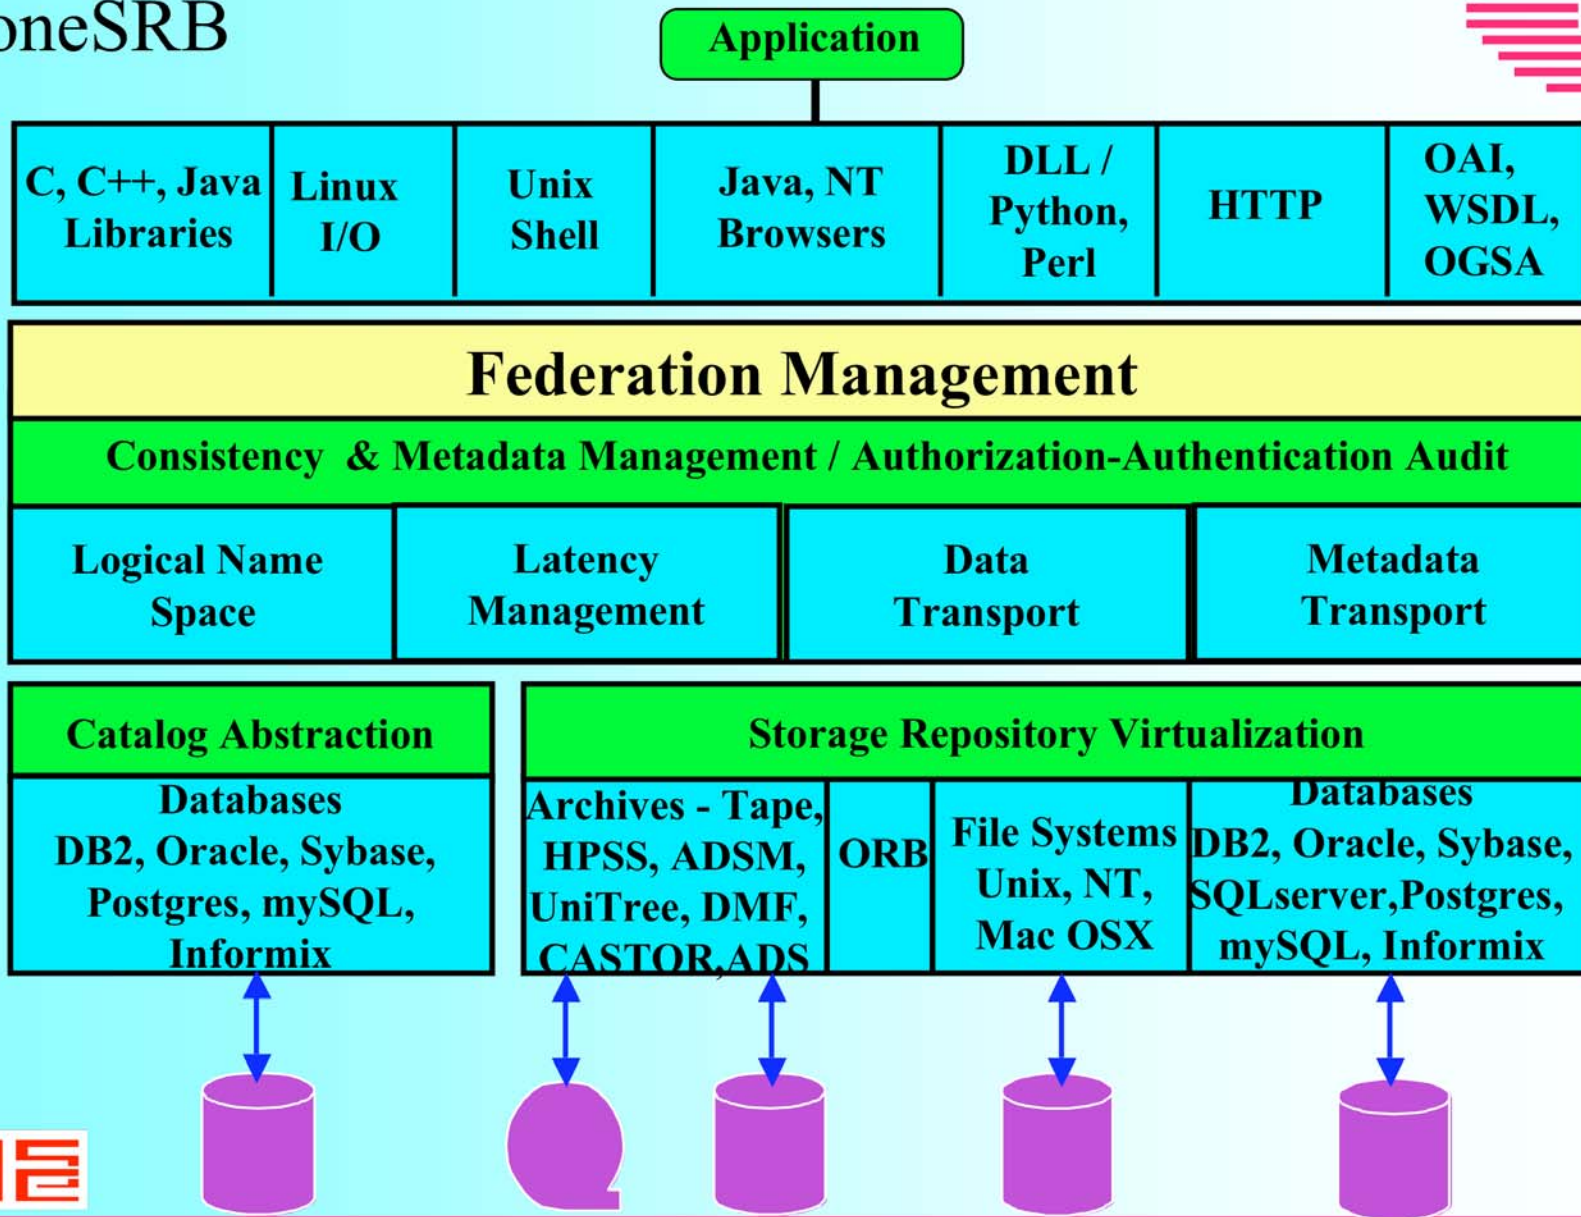 oneSRB
Application
C, C++, Java
Libraries
Linux
I/O
Unix
Shell
Java, NT
Browsers
DLL /
Python,
Perl
HTTP
OAI,
WSDL,
OGSA
Federation Management
Consistency & Metadata Management / Authorization-Authentication Audit
Logical Name
Space
Latency
Management
Data
Transport
Metadata
Transport
Catalog Abstraction
Databases
DB2, Oracle, Sybase,
Postgres, mySQL,
Informix
Storage Repository Virtualization
Archives - Tape,
HPSS, ADSM,
UniTree, DMF,
CASTOR,ADS
ORB
File Systems
Unix, NT,
Mac OSX
Databases
DB2, Oracle, Sybase,
SQLserver,Postgres,
mySQL, Informix